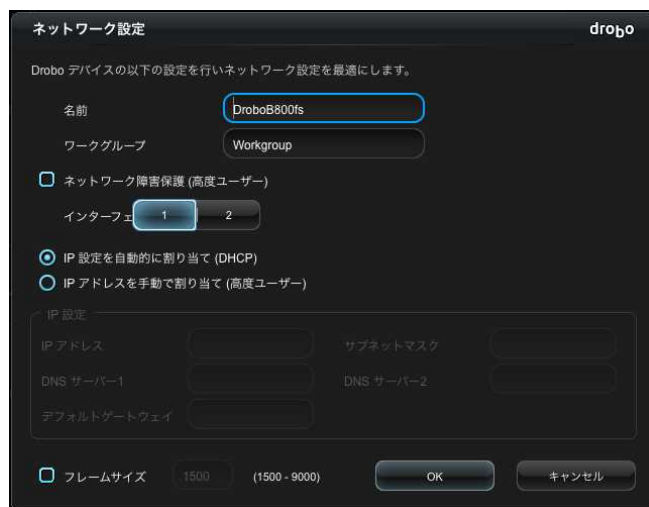 ネットワーク設定 drobo
Drobo デバイスの以下の設定を行いネットワーク設定を最適にします。
名前 DroboB800fs
ワークグループ Workgroup
ネットワーク障害保護 (高度ユーザー)
インターフェ 1 2
IP 設定を自動的に割り当て (DHCP)
IP アドレスを手動で割り当て (高度ユーザー)
IP 設定
IP アドレス サブネットマスク
DNS サーバー1 DNS サーバー2
デフォルトゲートウェイ
フレームサイズ 1500 (1500 - 9000) OK キャンセル